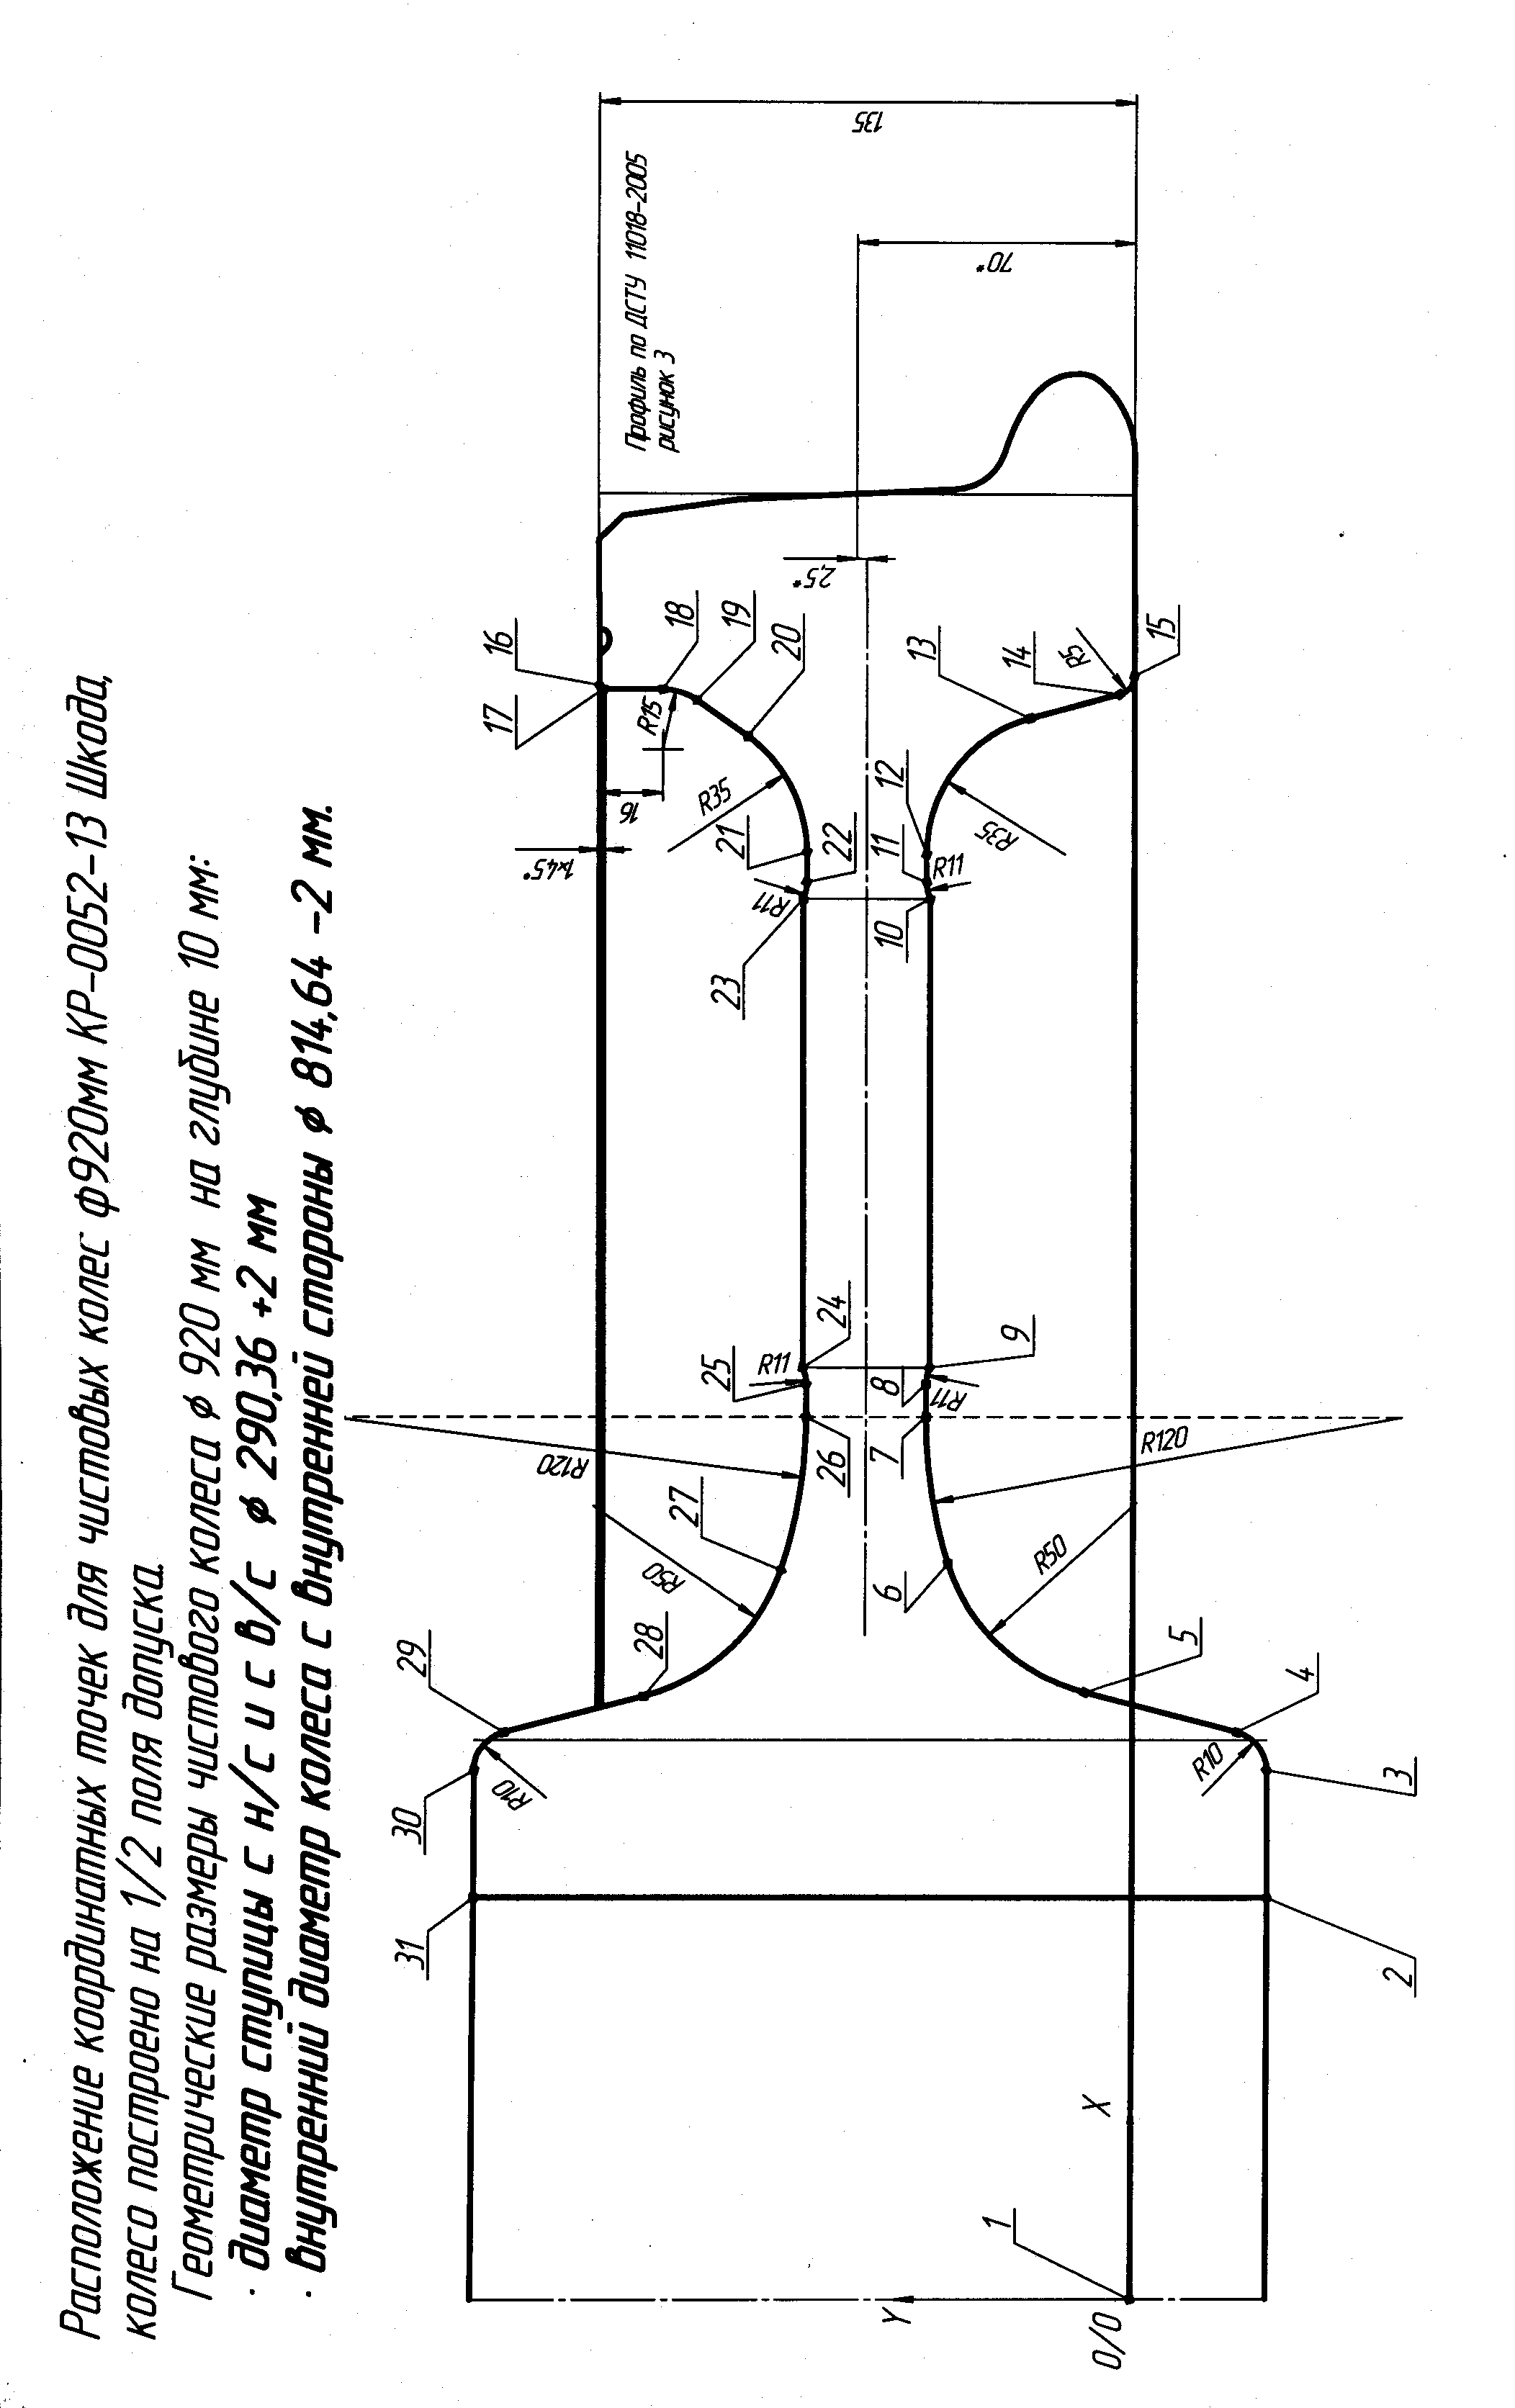 Расположение координатных точек для чистовых колес ф920мм КР-0052-13 Шкода,
колесо построено на 1/2 поля допуска.
Геометрические размеры чистового колеса ⌀ 920 мм на глубине 10 мм:
· диаметр ступицы с н/с и с в/с ⌀ 290,36 +2 мм
· внутренний диаметр колеса с внутренней стороны ⌀ 814,64 -2 мм.
31
30
29
28
27
26
25
24
23
22
21
20
19
18
17
16
R10
R50
R120
R11
R11
R35
R15
16
1x45°
Профиль по ДСТУ 11018-2005
рисунок 3
135
70*
2,5*
1
2
3
4
5
6
7
8
9
10
11
12
13
14
15
R10
R50
R120
R11
R11
R35
R5
Y
X
0/0